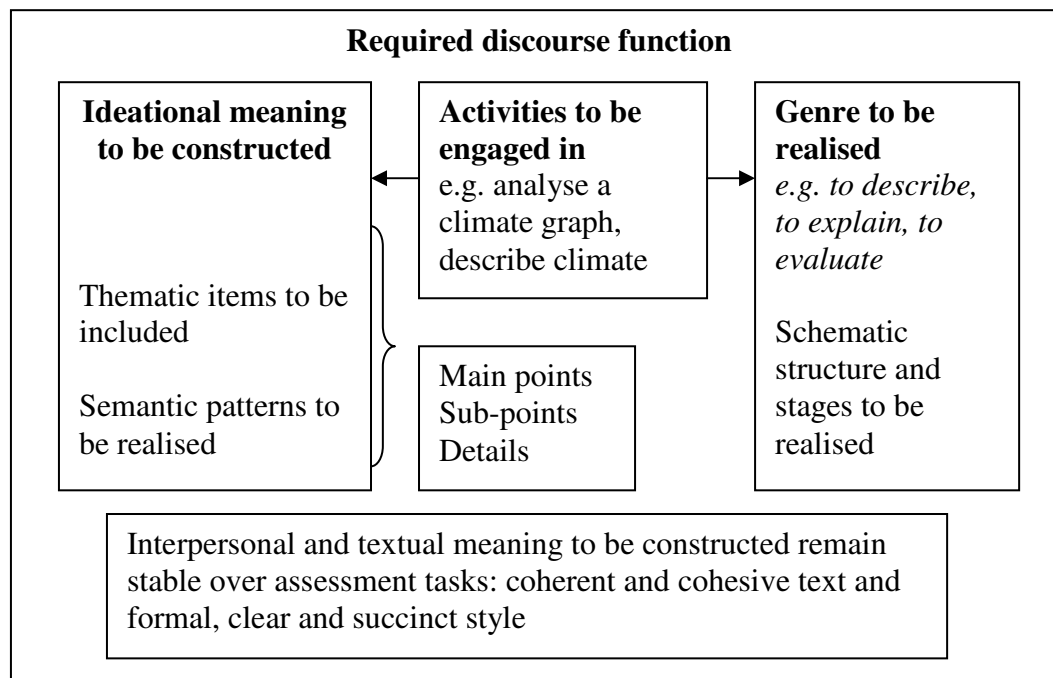 Required discourse function
Ideational meaning
to be constructed
Thematic items to be
included
Semantic patterns to
be realised
Activities to be
engaged in
e.g. analyse a
climate graph,
describe climate
Main points
Sub-points
Details
Genre to be
realised
e.g. to describe,
to explain, to
evaluate
Schematic
structure and
stages to be
realised
Interpersonal and textual meaning to be constructed remain
stable over assessment tasks: coherent and cohesive text and
formal, clear and succinct style